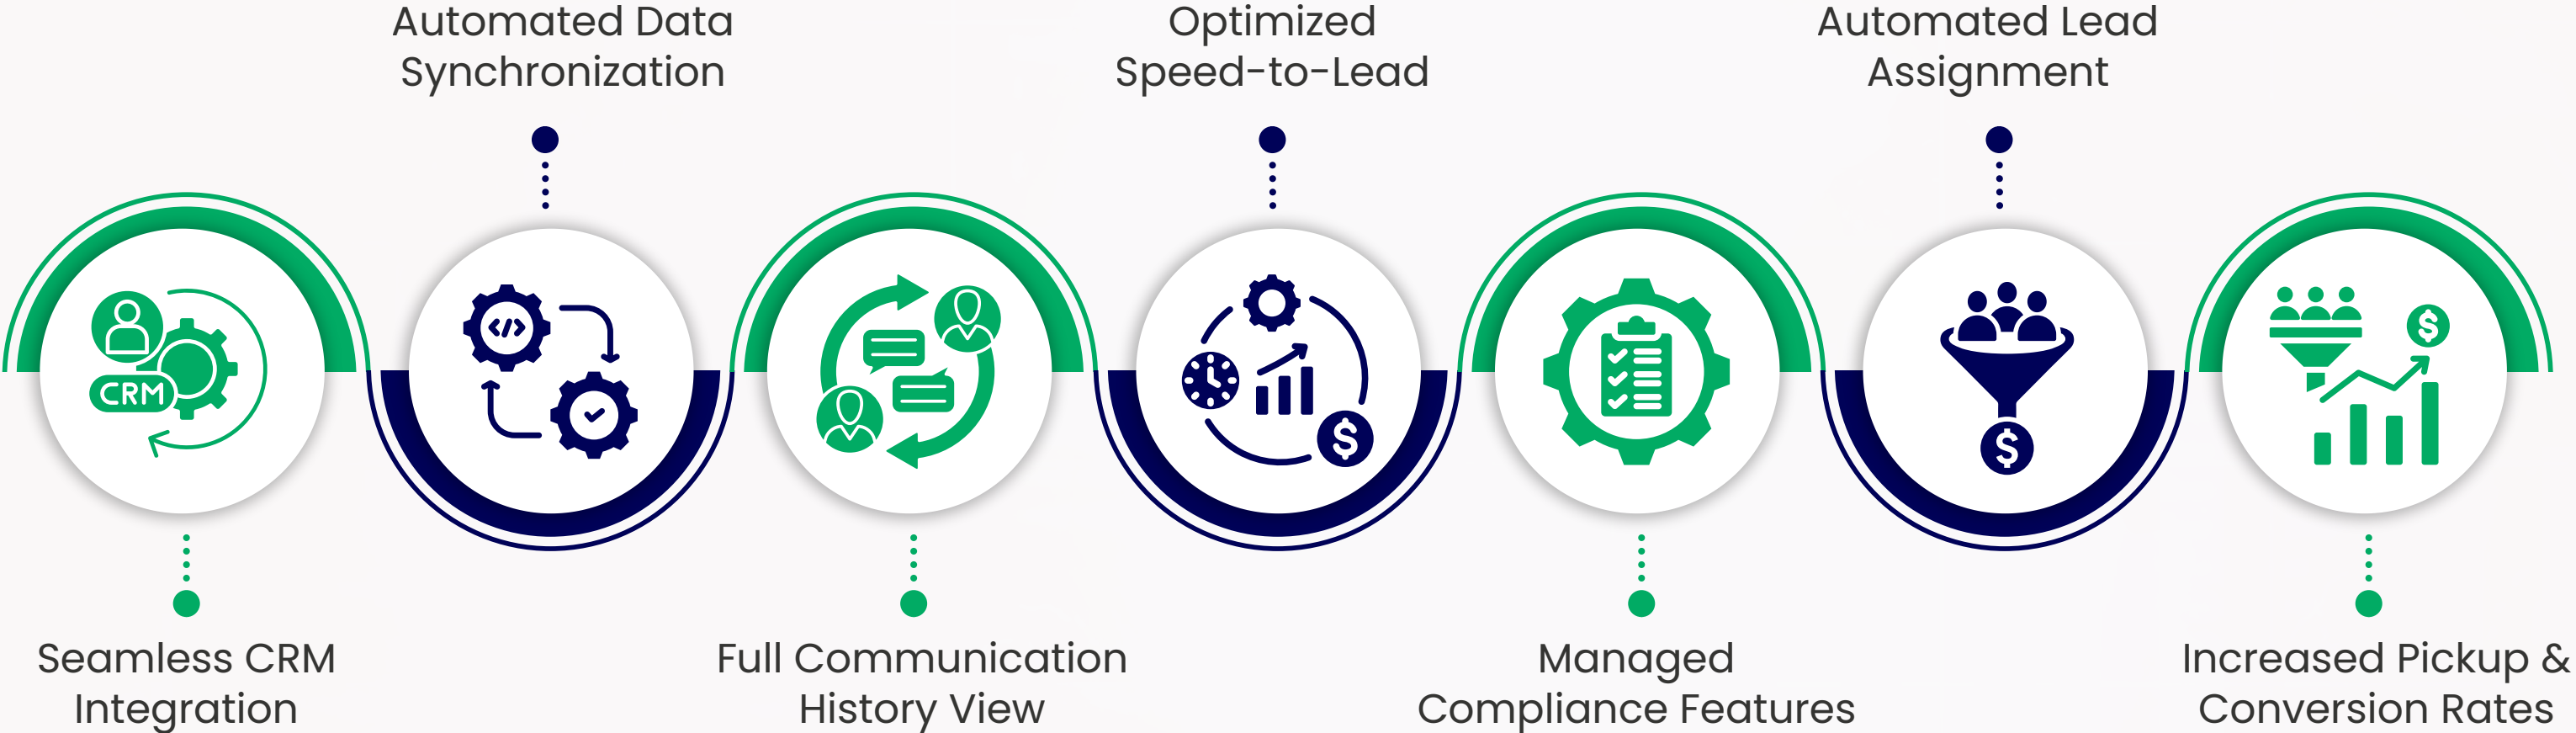 Automated Data
Synchronization
Optimized
Speed-to-Lead
Automated Lead
Assignment
CRM
</>
$
$
$
Seamless CRM
Integration
Full Communication
History View
Managed
Compliance Features
Increased Pickup &
Conversion Rates